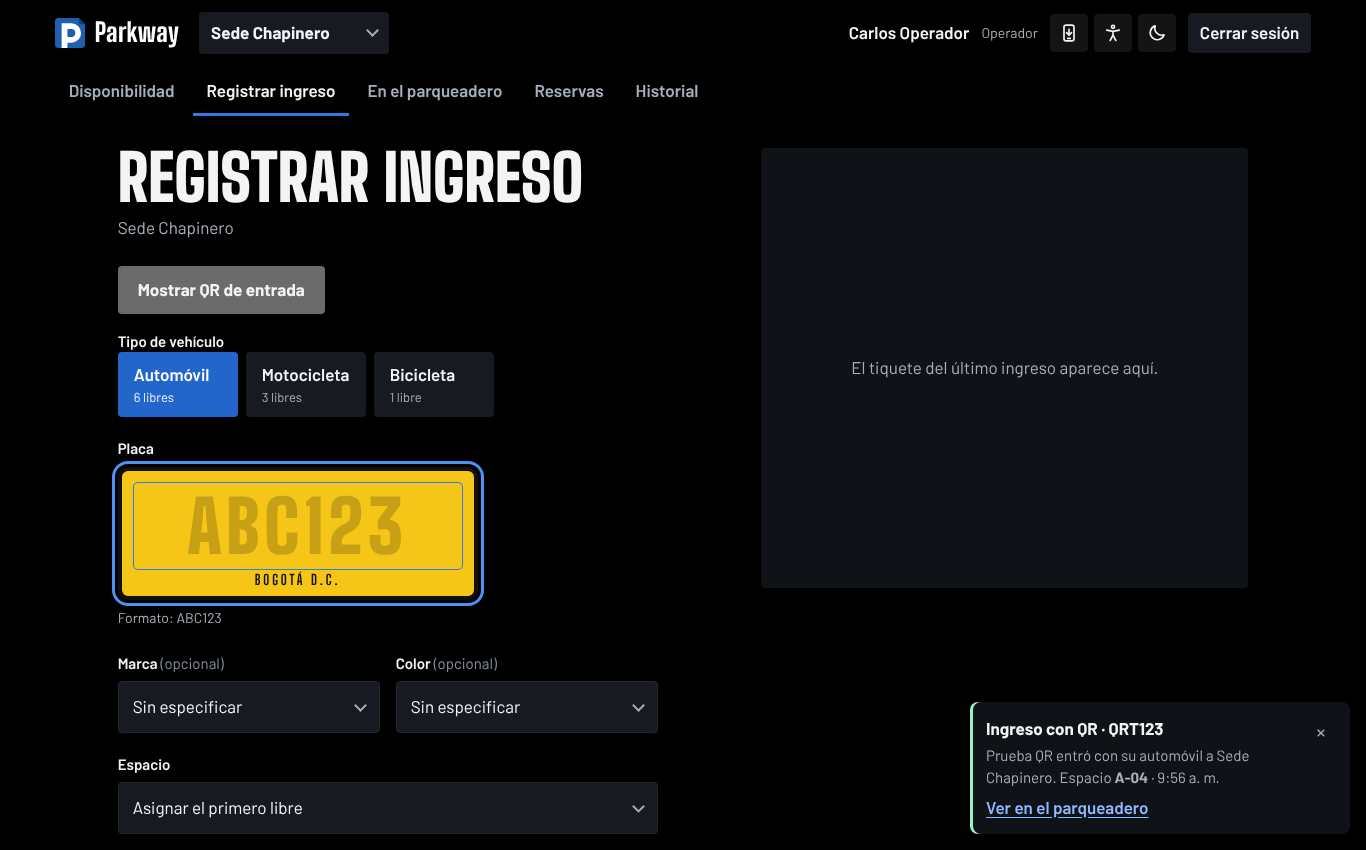 Parkway
Sede Chapinero
Carlos Operador
Operador
Cerrar sesión
Disponibilidad
Registrar ingreso
En el parqueadero
Reservas
Historial
REGISTRAR INGRESO
Sede Chapinero
Mostrar QR de entrada
Tipo de vehículo
Automóvil
6 libres
Motocicleta
3 libres
Bicicleta
1 libre
Placa
ABC123
BOGOTÁ D.C.
Formato: ABC123
Marca (opcional)
Color (opcional)
Sin especificar
Sin especificar
Espacio
Asignar el primero libre
El tiquete del último ingreso aparece aquí.
Ingreso con QR · QRT123
×
Prueba QR entró con su automóvil a Sede
Chapinero. Espacio A-04 · 9:56 a. m.
Ver en el parqueadero